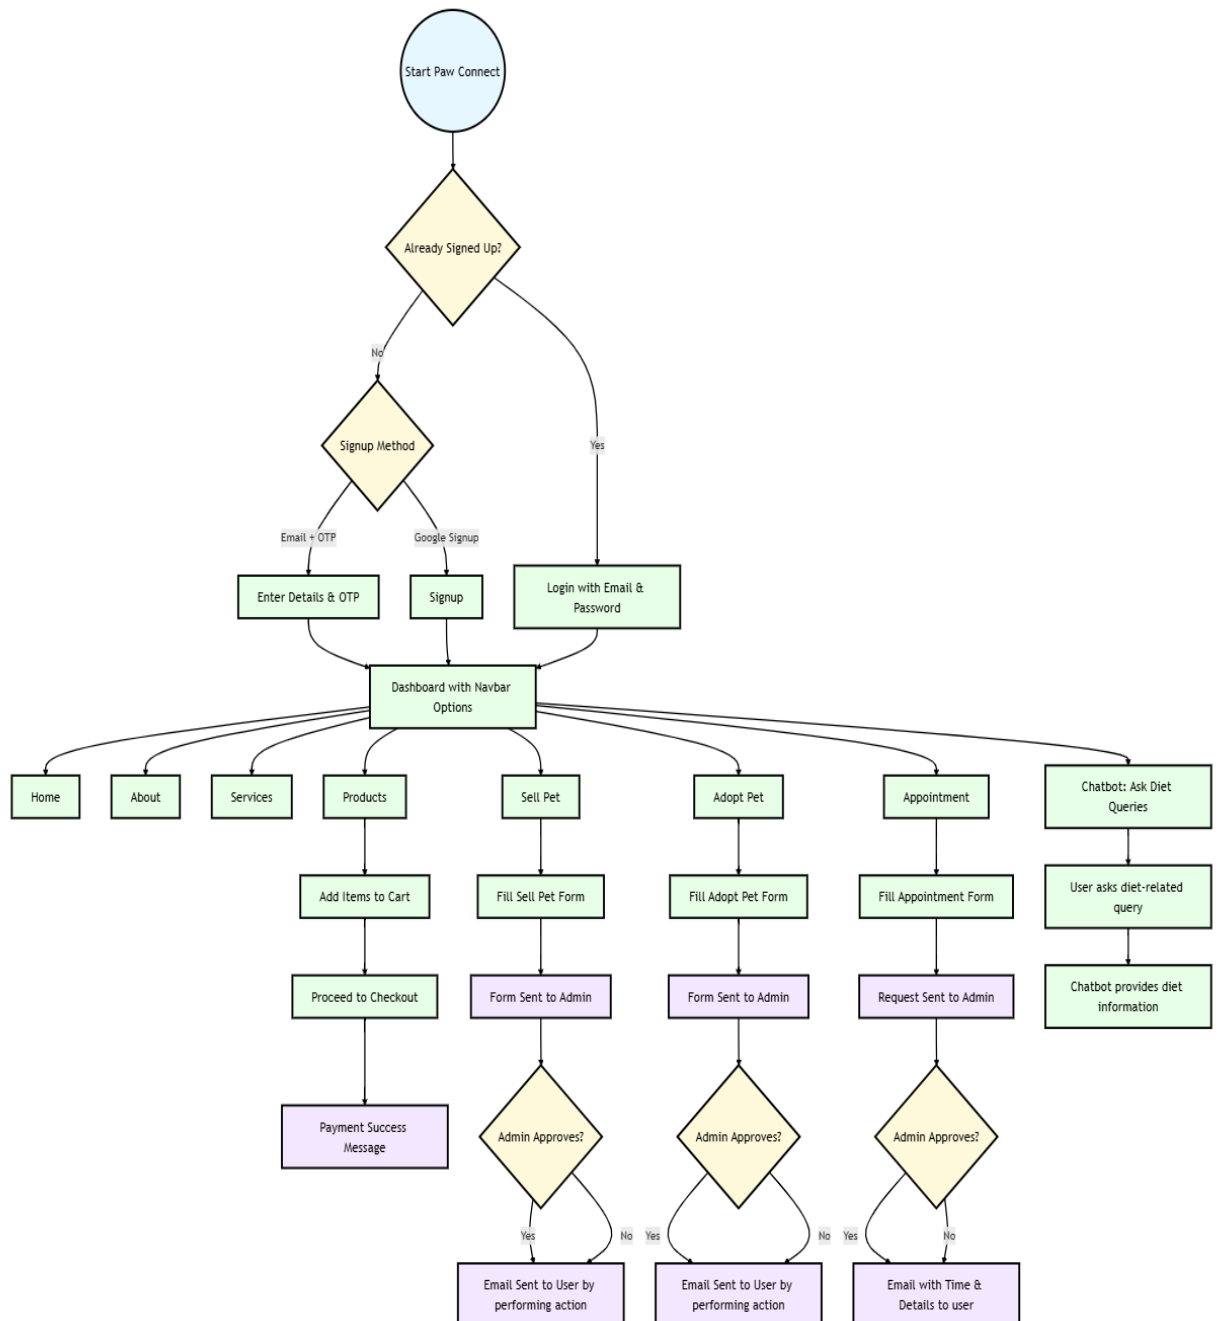 Start Paw Connect
Already Signed Up?
No
Yes
Signup Method
Email + OTP
Google Signup
Enter Details & OTP
Signup
Login with Email &
Password
Dashboard with Navbar
Options
Home
About
Services
Products
Sell Pet
Adopt Pet
Appointment
Chatbot: Ask Diet
Queries
Add Items to Cart
Fill Sell Pet Form
Fill Adopt Pet Form
Fill Appointment Form
User asks diet-related
query
Proceed to Checkout
Form Sent to Admin
Form Sent to Admin
Request Sent to Admin
Chatbot provides diet
information
Payment Success
Message
Admin Approves?
Admin Approves?
Admin Approves?
Yes
No
Yes
No
Yes
No
Email Sent to User by
performing action
Email Sent to User by
performing action
Email with Time &
Details to user